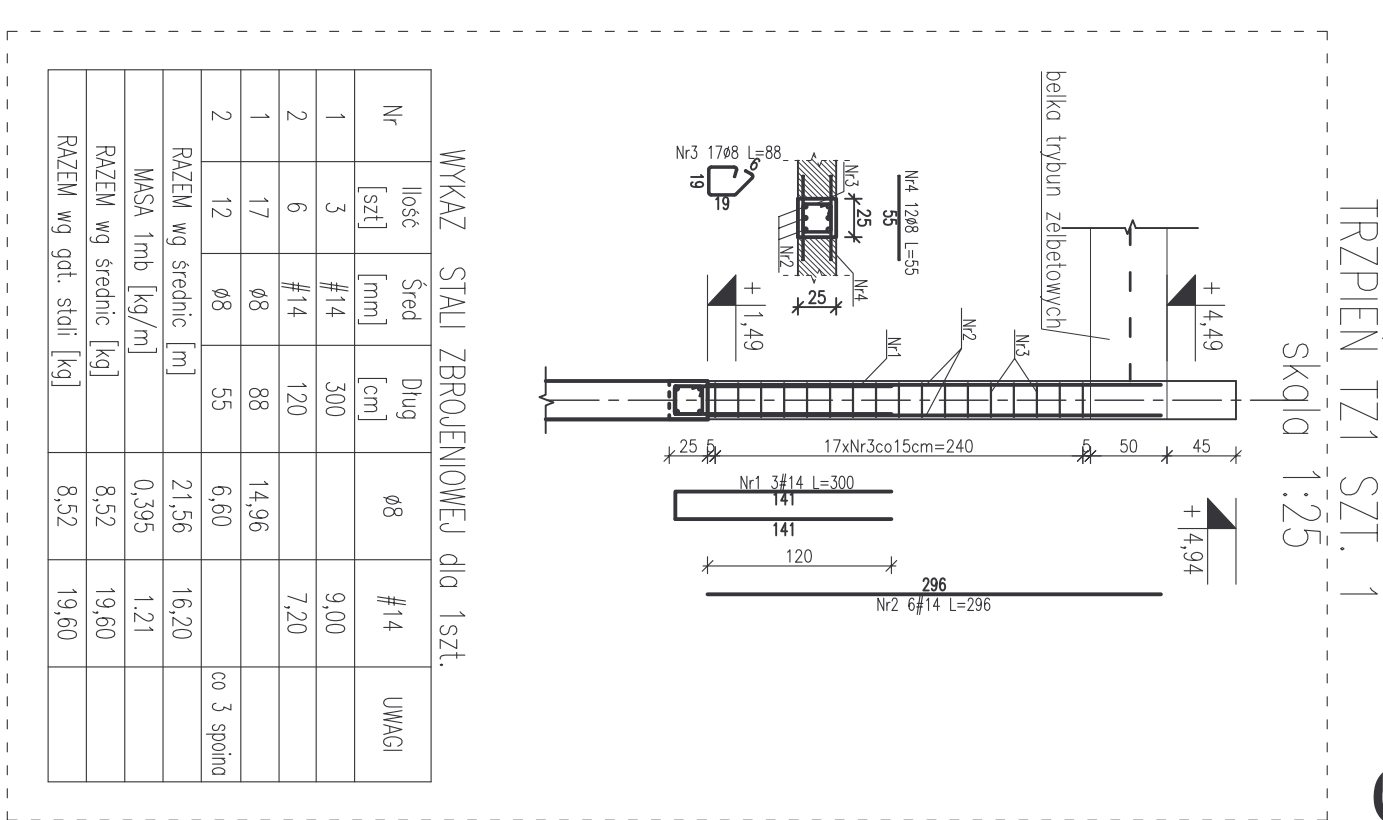 TRZPIEŃ TZ1 SZT. 1
Skala 1:25
belka trybun żelbetowych
+4,49
+1,49
+4,94
Nr4 12ø8 L=55
55
Nr3 17ø8 L=88
6
19
19
Nr3
25
Nr2
Nr4
25
Nr1
Nr2
Nr3
25
5
17xNr3co15cm=240
5
50
45
Nr1 3#14 L=300
141
141
120
296
Nr2 6#14 L=296
WYKAZ STALI ZBROJENIOWEJ dla 1szt.
Nr Ilość [szt] Śred [mm] Dług [cm] ø8 #14 UWAGI
1 3 #14 300 9,00
2 6 #14 120 7,20
1 17 ø8 88 14,96
2 12 ø8 55 6,60 co 3 spoina
RAZEM wg średnic [m] 21,56 16,20
MASA 1mb [kg/m] 0,395 1.21
RAZEM wg średnic [kg] 8,52 19,60
RAZEM wg gat. stali [kg] 8,52 19,60